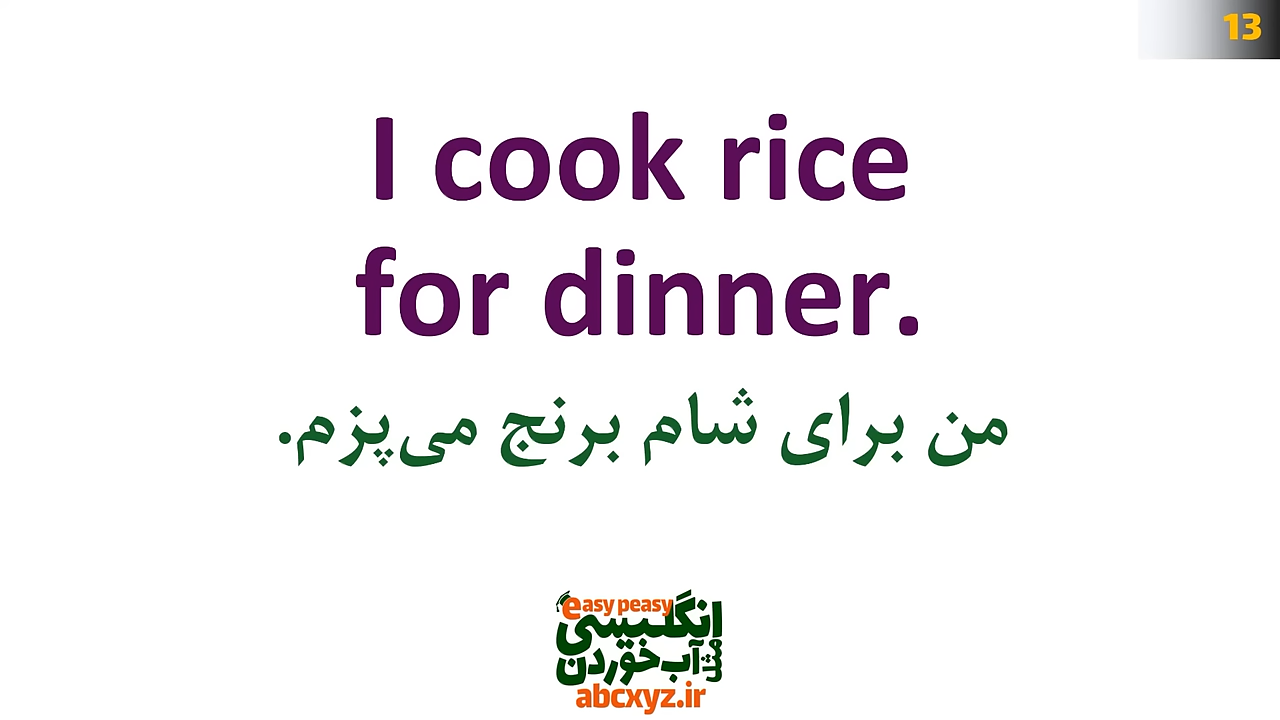 13
I cook rice
for dinner.
من برای شام برنج می‌پزم.
easy peasy
انگلیسی
مثل آب خوردن
abcxyz.ir